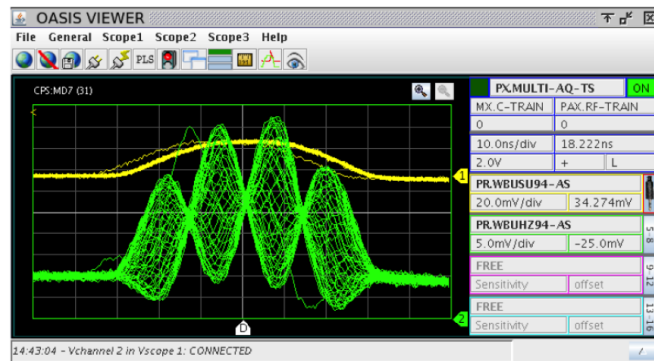 OASIS VIEWER
File General Scope1 Scope2 Scope3 Help
PLS
CPS:MD7 (31)
PX.MULTI-AQ-TS ON
MX.C-TRAIN PAX.RF-TRAIN
0 0
10.0ns/div 18.222ns
2.0V + L
1
PR.WBUSU94-AS
20.0mV/div 34.274mV
PR.WBUHZ94-AS
5.0mV/div -25.0mV
5-8
FREE
Sensitivity offset
9-12
FREE
Sensitivity offset
13-16
2
D
14:43:04 - Vchannel 2 in Vscope 1: CONNECTED